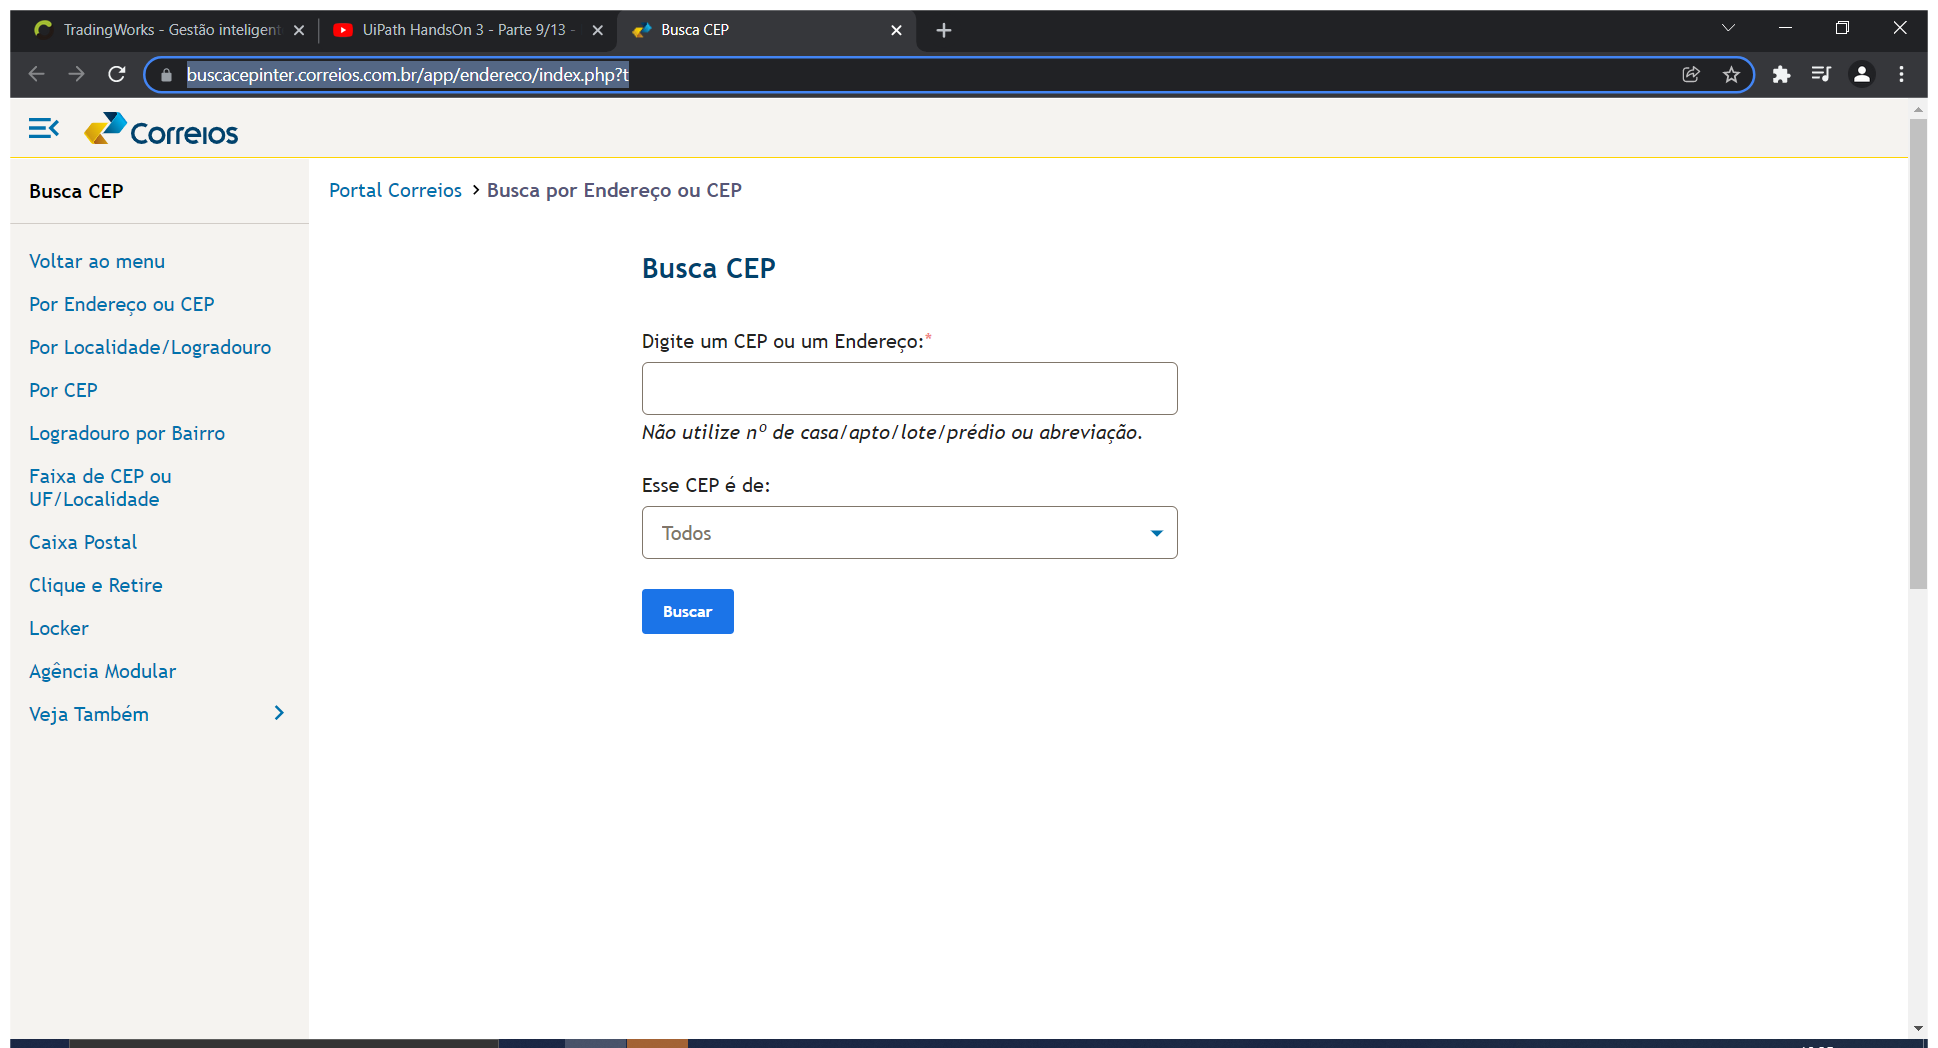 TradingWorks - Gestão inteligent
UiPath HandsOn 3 - Parte 9/13 -
Busca CEP
buscacepinter.correios.com.br/app/endereco/index.php?t
Correios
Busca CEP
Portal Correios > Busca por Endereço ou CEP
Voltar ao menu
Por Endereço ou CEP
Por Localidade/Logradouro
Por CEP
Logradouro por Bairro
Faixa de CEP ou
UF/Localidade
Caixa Postal
Clique e Retire
Locker
Agência Modular
Veja Também
Busca CEP
Digite um CEP ou um Endereço:*
Não utilize nº de casa/apto/lote/prédio ou abreviação.
Esse CEP é de:
Todos
Buscar